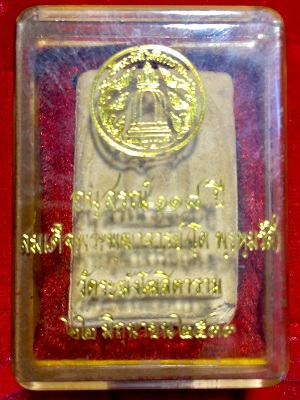 อนุสรณ์ ๑๑๘ ปี
สมเด็จพระพุฒาจารย์ (โต พรหมรังสี)
วัดระฆังโฆสิตาราม
๒๒ มิถุนายน ๒๕๓๓